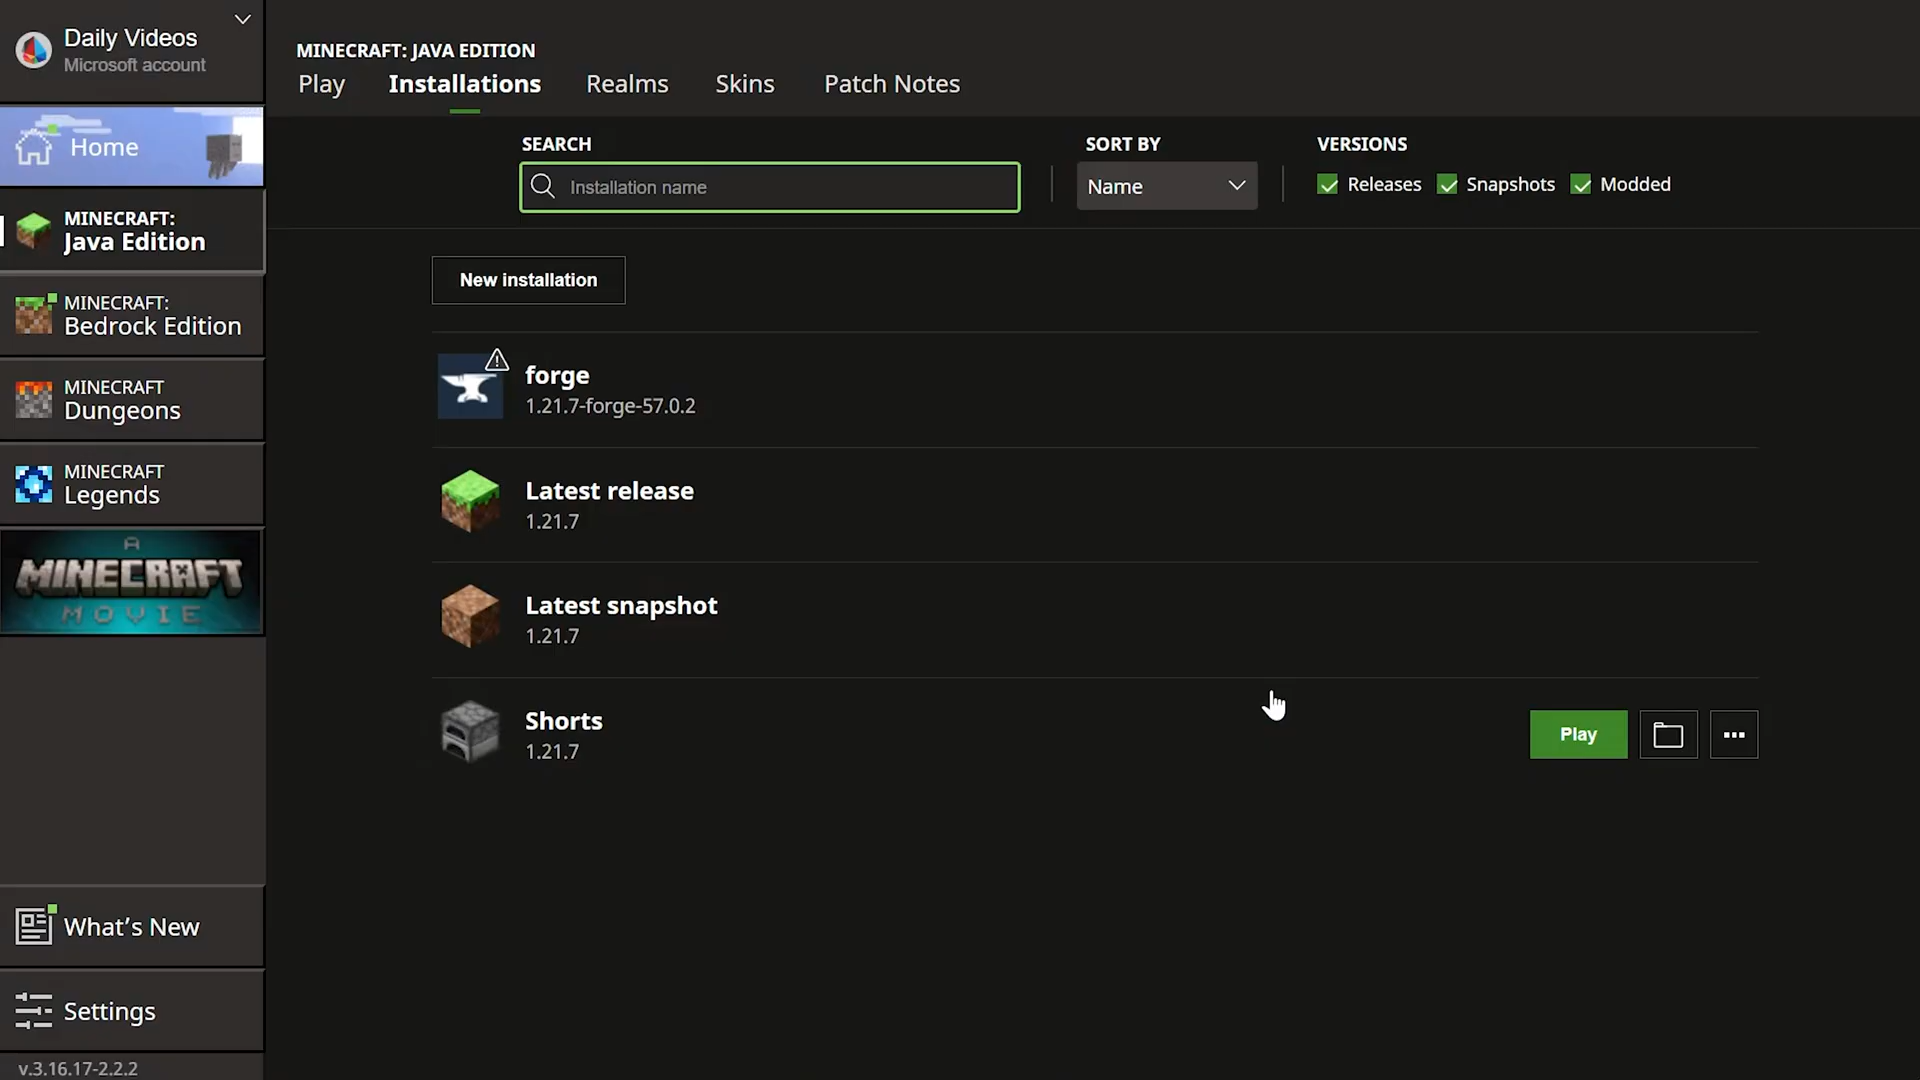 Daily Videos
Microsoft account
Home
MINECRAFT:
Java Edition
MINECRAFT:
Bedrock Edition
MINECRAFT
Dungeons
MINECRAFT
Legends
A
MINECRAFT
MOVIE
What's New
Settings
v.3.16.17-2.2.2
MINECRAFT: JAVA EDITION
Play Installations Realms Skins Patch Notes
SEARCH
Installation name
SORT BY
Name
VERSIONS
Releases Snapshots Modded
New installation
forge
1.21.7-forge-57.0.2
Latest release
1.21.7
Latest snapshot
1.21.7
Shorts
1.21.7
Play